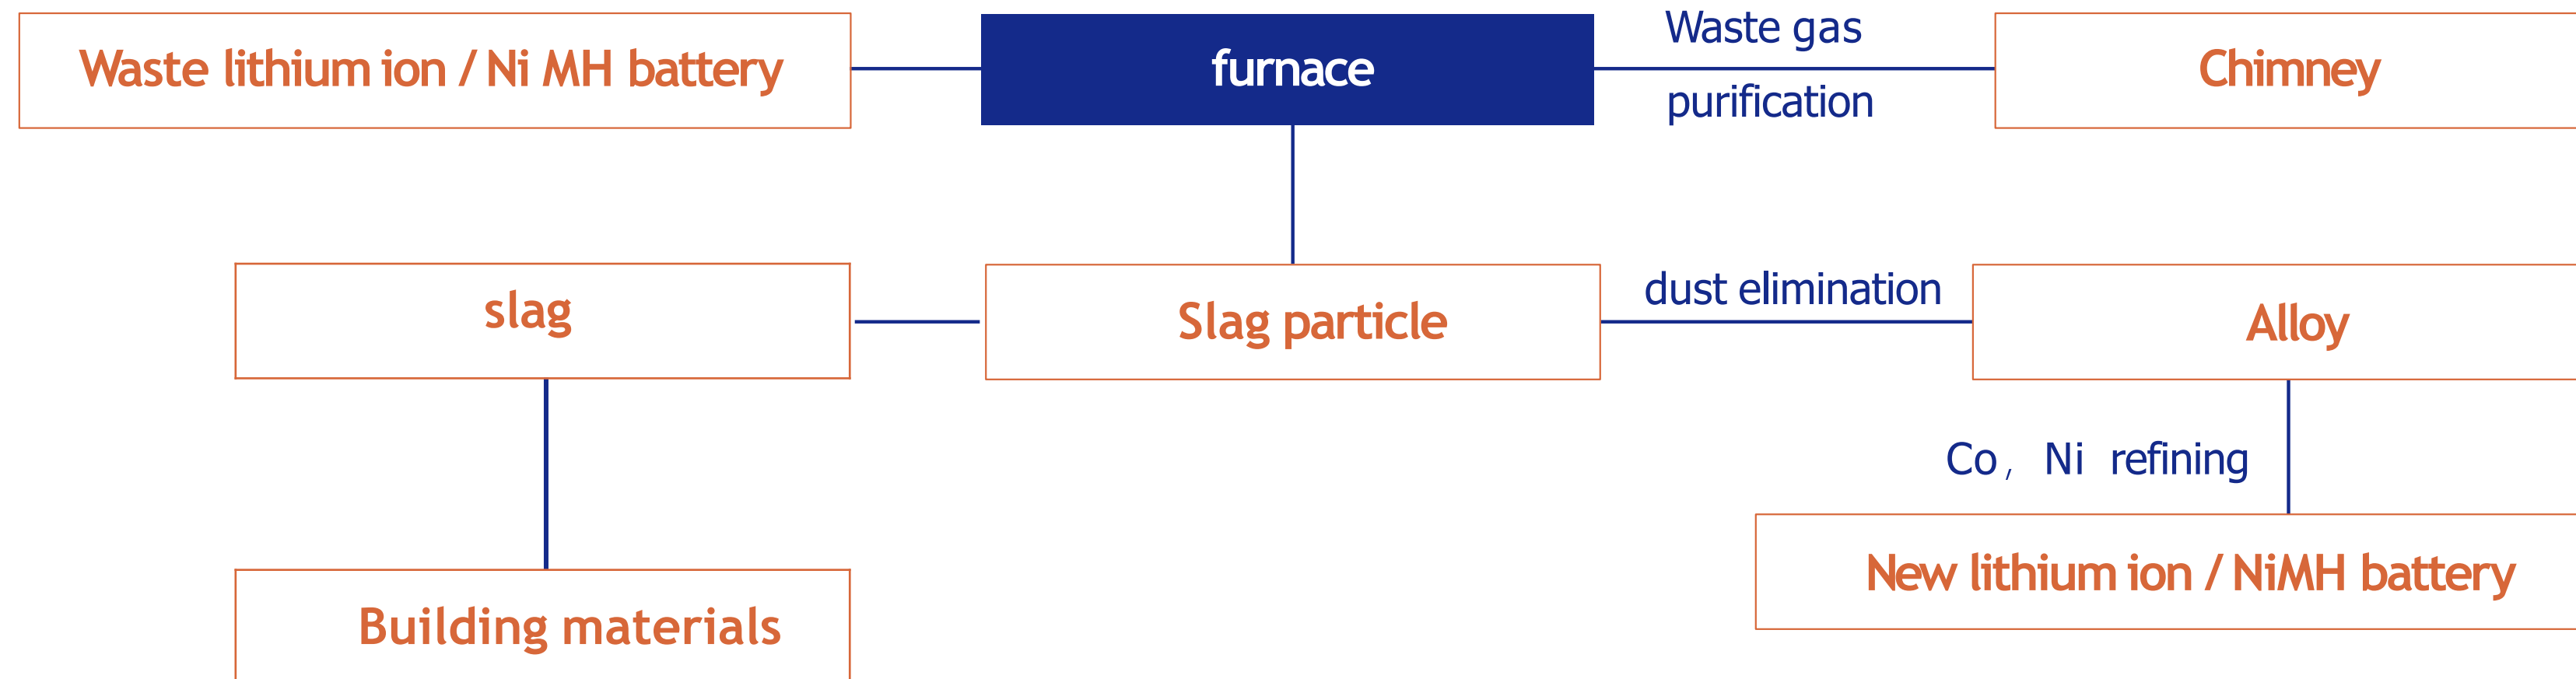 Waste lithium ion / Ni MH battery
furnace
Waste gas
purification
Chimney
slag
Slag particle
dust elimination
Alloy
Co, Ni refining
New lithium ion / NiMH battery
Building materials